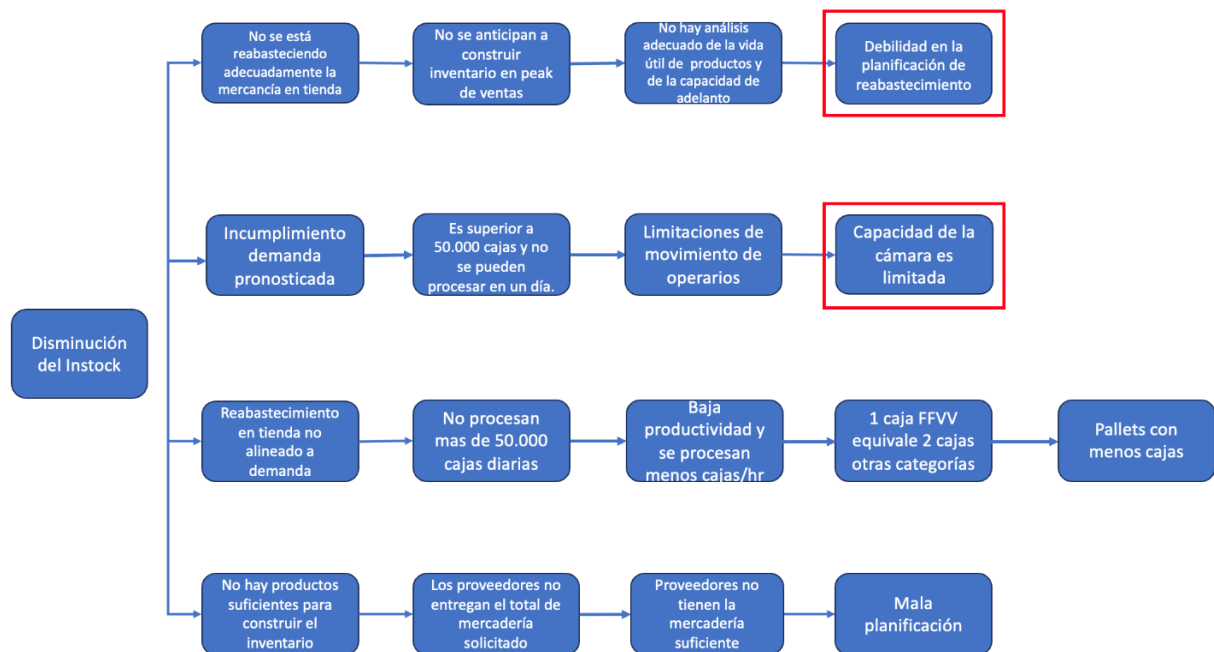 No se está
reabasteciendo
adecuadamente la
mercancía en tienda
No se anticipan a
construir
inventario en peak
de ventas
No hay análisis
adecuado de la vida
útil de productos y
de la capacidad de
adelanto
Debilidad en la
planificación de
reabastecimiento
Incumplimiento
demanda
pronosticada
Es superior a
50.000 cajas y no
se pueden
procesar en un día.
Limitaciones de
movimiento de
operarios
Capacidad de la
cámara es
limitada
Disminución
del Instock
Reabastecimiento
en tienda no
alineado a
demanda
No procesan
mas de 50.000
cajas diarias
Baja
productividad y
se procesan
menos cajas/hr
1 caja FFVV
equivale 2 cajas
otras categorías
Pallets con
menos cajas
No hay productos
suficientes para
construir el
inventario
Los proveedores no
entregan el total de
mercadería
solicitado
Proveedores no
tienen la
mercadería
suficiente
Mala
planificación